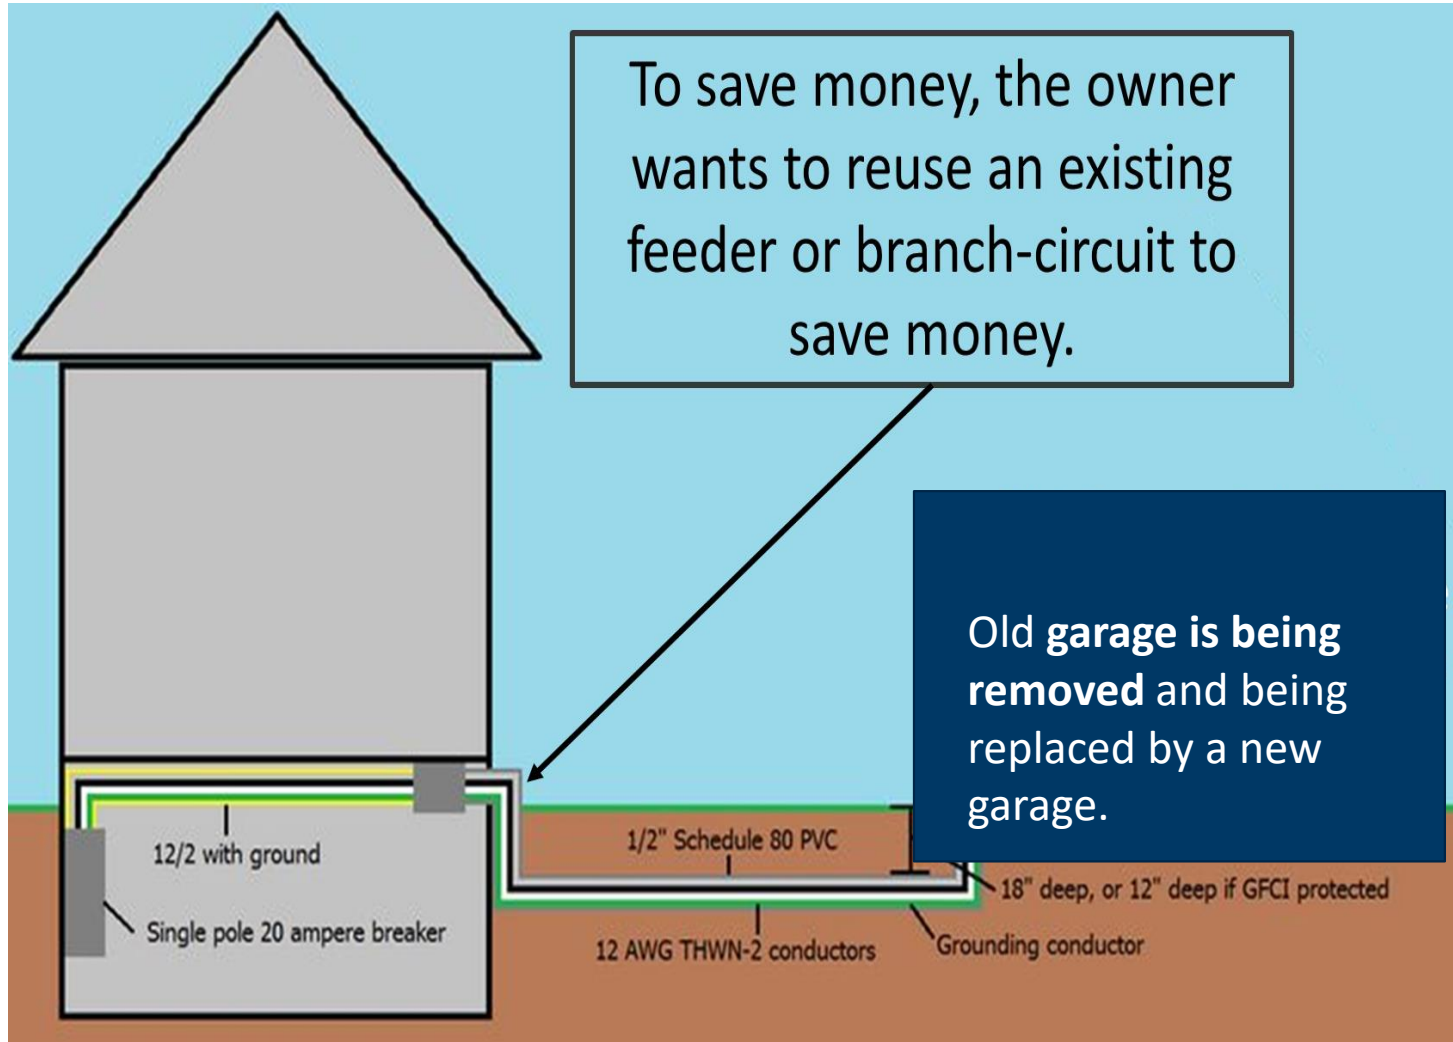 To save money, the owner
wants to reuse an existing
feeder or branch-circuit to
save money.
Old garage is being
removed and being
replaced by a new
garage.
12/2 with ground
Single pole 20 ampere breaker
1/2" Schedule 80 PVC
18" deep, or 12" deep if GFCI protected
12 AWG THWN-2 conductors
Grounding conductor